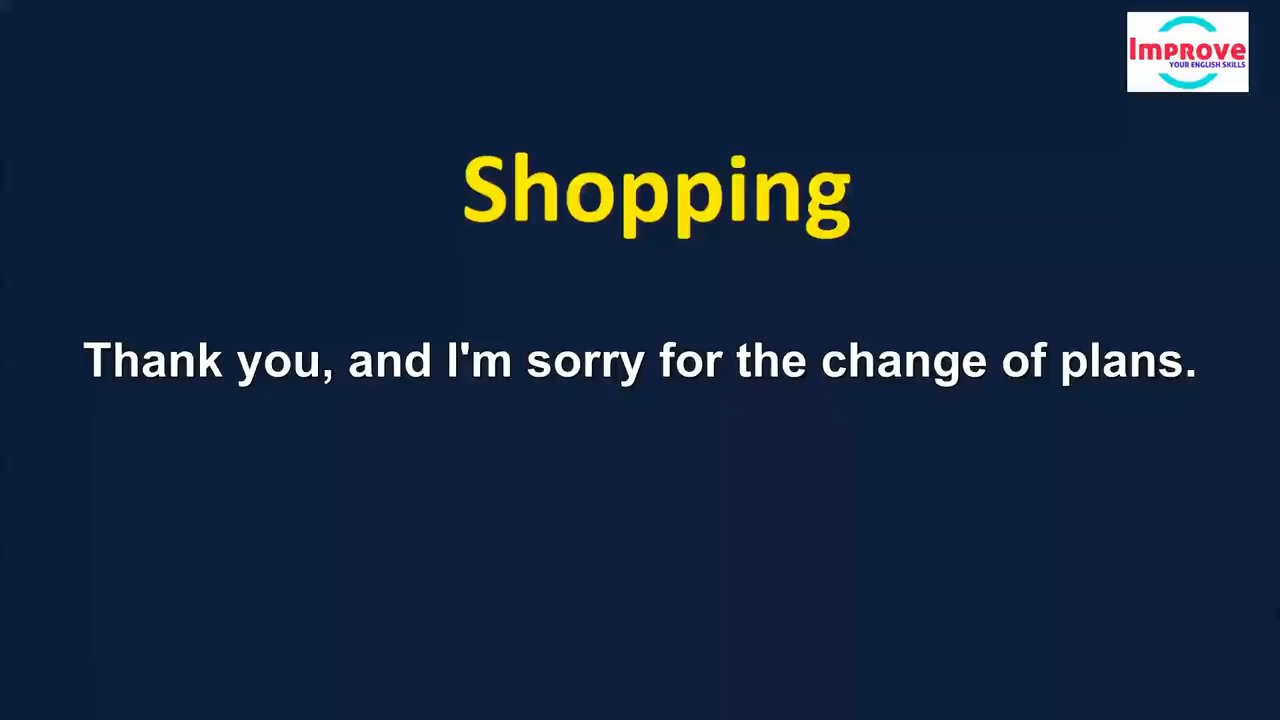 Improve
YOUR ENGLISH SKILLS
Shopping
Thank you, and I'm sorry for the change of plans.